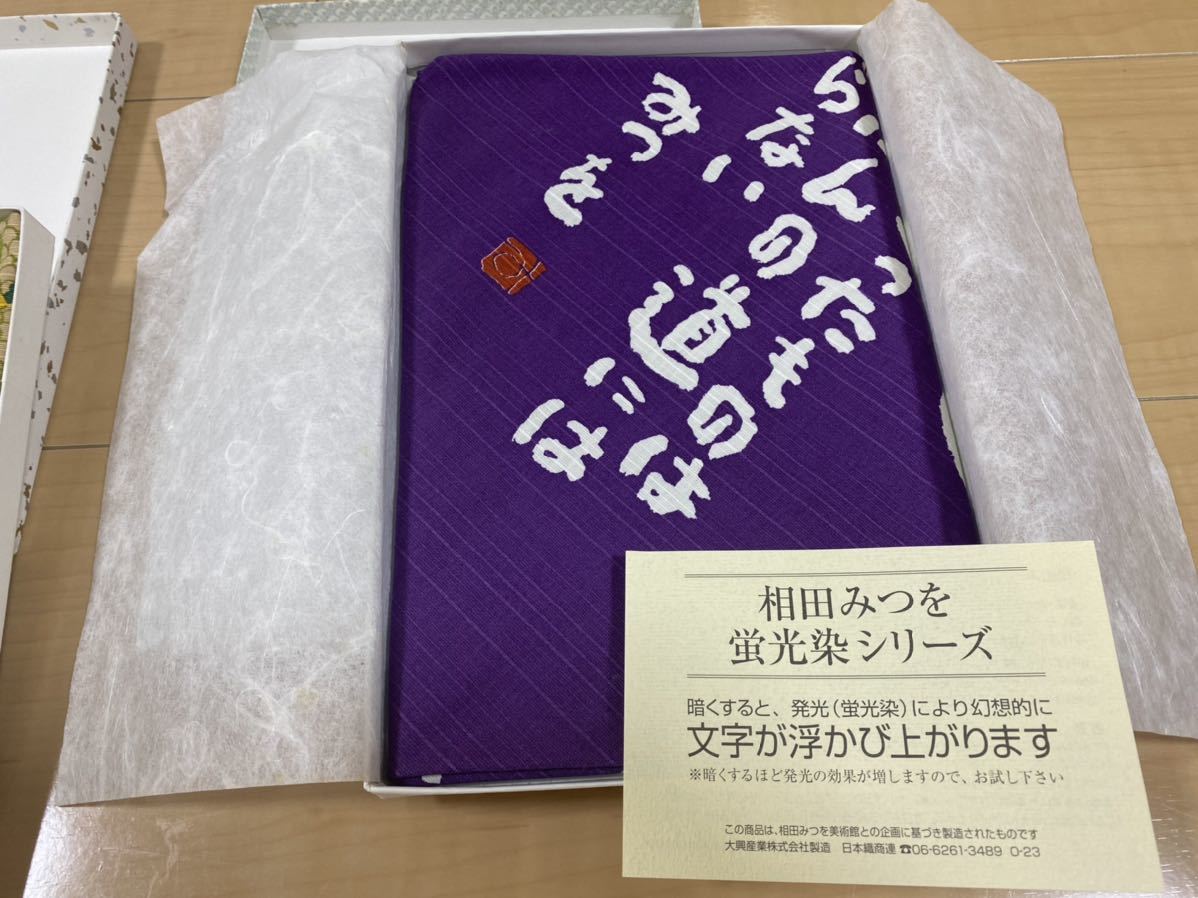 ったものは
んの道には
らない
みつを
相田みつを
蛍光染シリーズ
暗くすると、発光（蛍光染）により幻想的に
文字が浮かび上がります
※暗くするほど発光の効果が増しますので、お試し下さい
この商品は、相田みつを美術館との企画に基づき製造されたものです
大興産業株式会社製造　日本織商連 ☎06-6261-3489 O-23